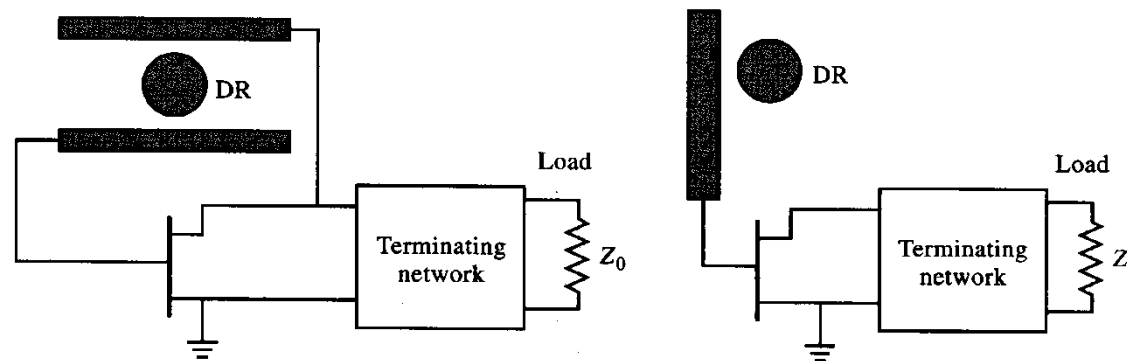 DR
Load
Terminating
network
Z0
DR
Load
Terminating
network
Z